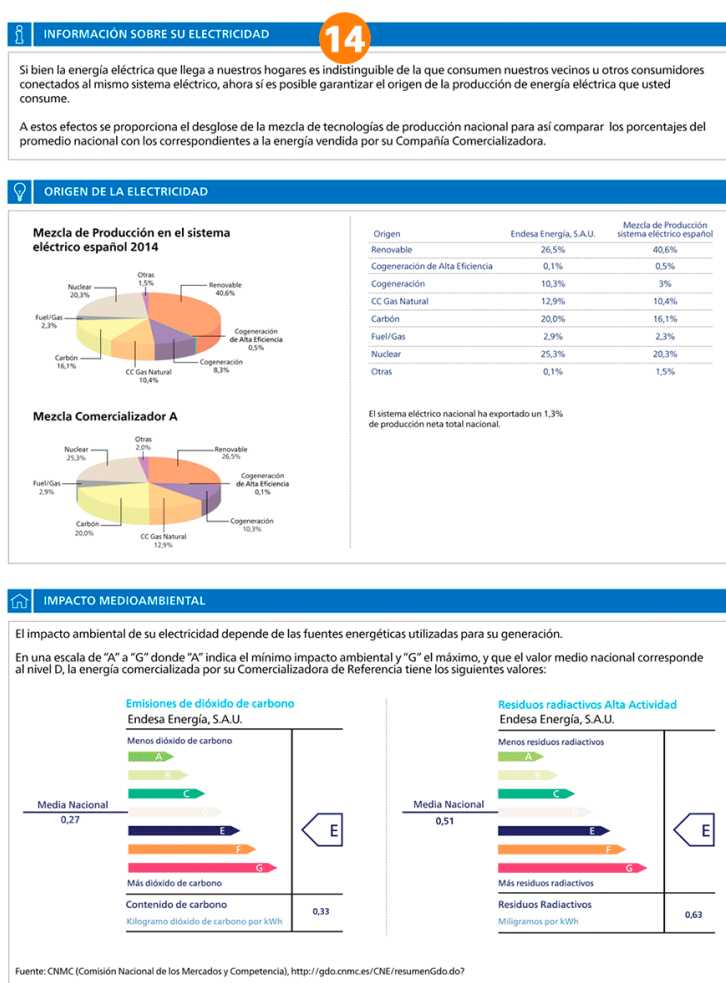 INFORMACIÓN SOBRE SU ELECTRICIDAD
14
Si bien la energía eléctrica que llega a nuestros hogares es indistinguible de la que consumen nuestros vecinos u otros consumidores
conectados al mismo sistema eléctrico, ahora sí es posible garantizar el origen de la producción de energía eléctrica que usted
consume.
A estos efectos se proporciona el desglose de la mezcla de tecnologías de producción nacional para así comparar los porcentajes del
promedio nacional con los correspondientes a la energía vendida por su Compañía Comercializadora.
ORIGEN DE LA ELECTRICIDAD
Mezcla de Producción en el sistema
eléctrico español 2014
Otras
1,5%
Nuclear
20,3%
Renovable
40,6%
Fuel/Gas
2,3%
Cogeneración
de Alta Eficiencia
0,5%
Carbón
16,1%
CC Gas Natural
10,4%
Cogeneración
8,3%
Mezcla Comercializador A
Otras
2,0%
Nuclear
25,3%
Renovable
26,5%
Fuel/Gas
2,9%
Cogeneración
de Alta Eficiencia
0,1%
Carbón
20,0%
CC Gas Natural
12,9%
Cogeneración
10,3%
Origen Endesa Energía, S.A.U. Mezcla de Producción
sistema eléctrico español
Renovable 26,5% 40,6%
Cogeneración de Alta Eficiencia 0,1% 0,5%
Cogeneración 10,3% 3%
CC Gas Natural 12,9% 10,4%
Carbón 20,0% 16,1%
Fuel/Gas 2,9% 2,3%
Nuclear 25,3% 20,3%
Otras 0,1% 1,5%
El sistema eléctrico nacional ha exportado un 1,3%
de producción neta total nacional.
IMPACTO MEDIOAMBIENTAL
El impacto ambiental de su electricidad depende de las fuentes energéticas utilizadas para su generación.
En una escala de "A" a "G" donde "A" indica el mínimo impacto ambiental y "G" el máximo, y que el valor medio nacional corresponde
al nivel D, la energía comercializada por su Comercializadora de Referencia tiene los siguientes valores:
Emisiones de dióxido de carbono
Endesa Energía, S.A.U.
Menos dióxido de carbono
A
B
C
Media Nacional
D
0,27
E
E
F
G
Más dióxido de carbono
Contenido de carbono
Kilogramo dióxido de carbono por kWh
0,33
Residuos radiactivos Alta Actividad
Endesa Energía, S.A.U.
Menos residuos radiactivos
A
B
C
Media Nacional
D
0,51
E
E
F
G
Más residuos radiactivos
Residuos Radiactivos
Miligramos por kWh
0,63
Fuente: CNMC (Comisión Nacional de los Mercados y Competencia), http://gdo.cnmc.es/CNE/resumenGdo.do?